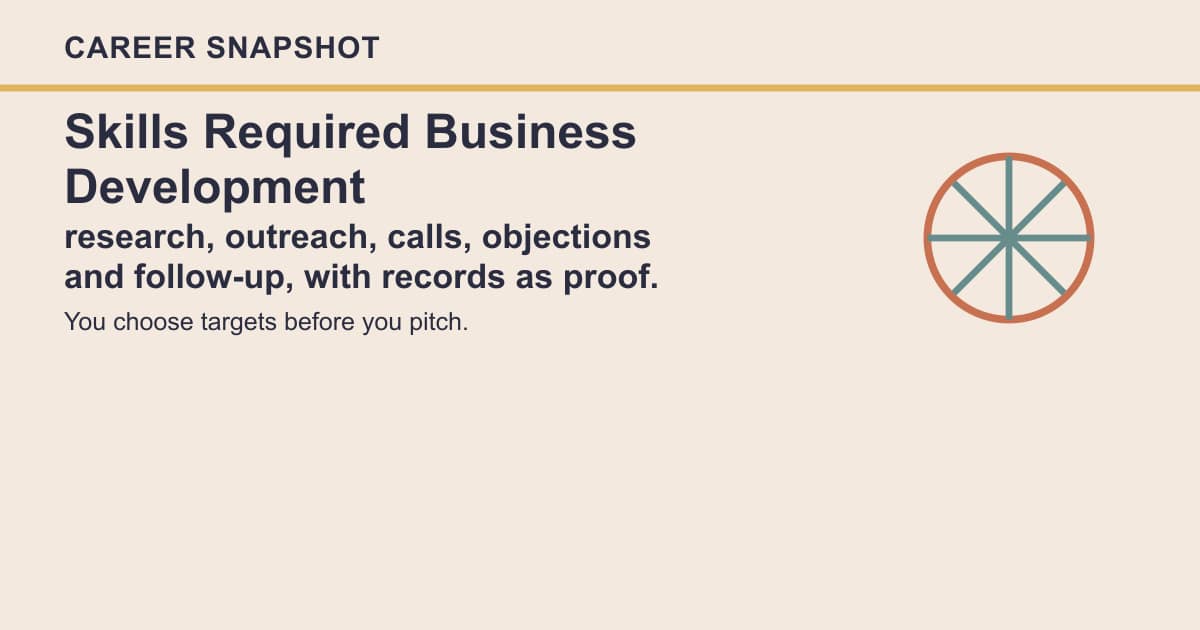 CAREER SNAPSHOT
Skills Required Business
Development
research, outreach, calls, objections
and follow-up, with records as proof.
You choose targets before you pitch.